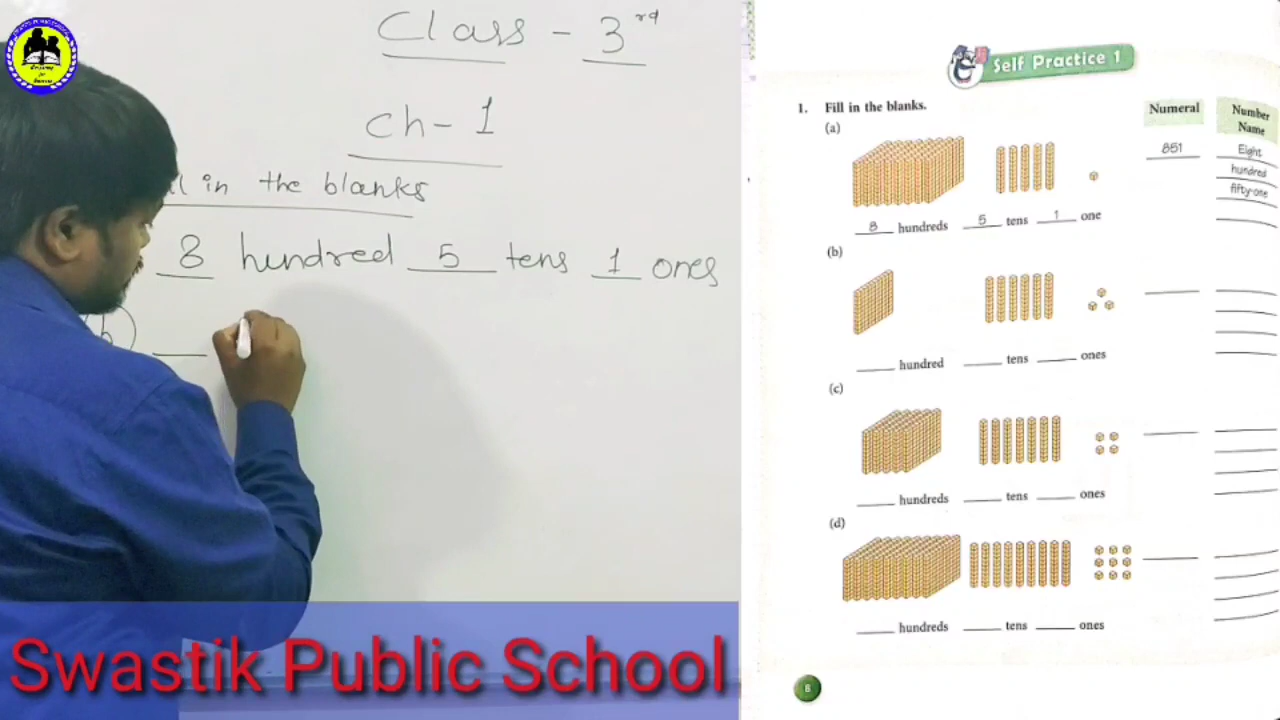 Class - 3rd
ch - 1
in the blanks
8 hundred 5 tens 1 ones
b)
Swastik Public School
Self Practice 1
1. Fill in the blanks.
Numeral
Number Name
(a)
851
Eight
hundred
fifty-one
8 hundreds 5 tens 1 one
(b)
hundred tens ones
(c)
hundreds tens ones
(d)
hundreds tens ones
8